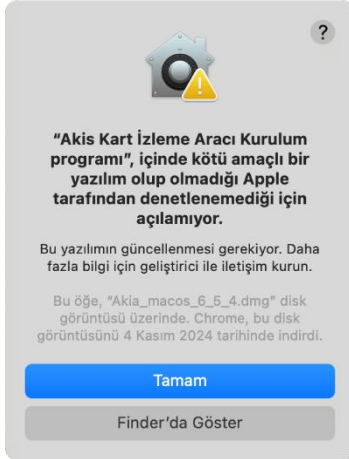 ?
“Akis Kart İzleme Aracı Kurulum
programı”, içinde kötü amaçlı bir
yazılım olup olmadığı Apple
tarafından denetlenemediği için
açılamıyor.
Bu yazılımın güncellenmesi gerekiyor. Daha
fazla bilgi için geliştirici ile iletişim kurun.
Bu öğe, “Akia_macos_6_5_4.dmg” disk
görüntüsü üzerinde. Chrome, bu disk
görüntüsünü 4 Kasım 2024 tarihinde indirdi.
Tamam
Finder’da Göster